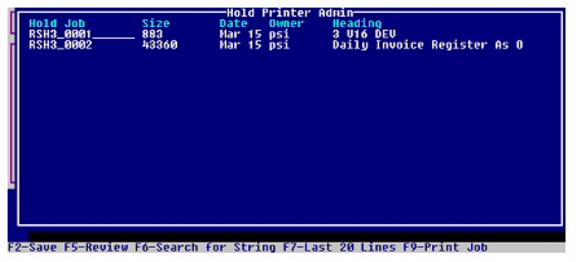 Hold Printer Admin
Hold Job Size Date Owner Heading
RSH3_0001______ 883 Mar 15 psi 3 V16 DEV
RSH3_0002 43360 Mar 15 psi Daily Invoice Register As O
F2-Save F5-Review F6-Search for String F7-Last 20 Lines F9-Print Job